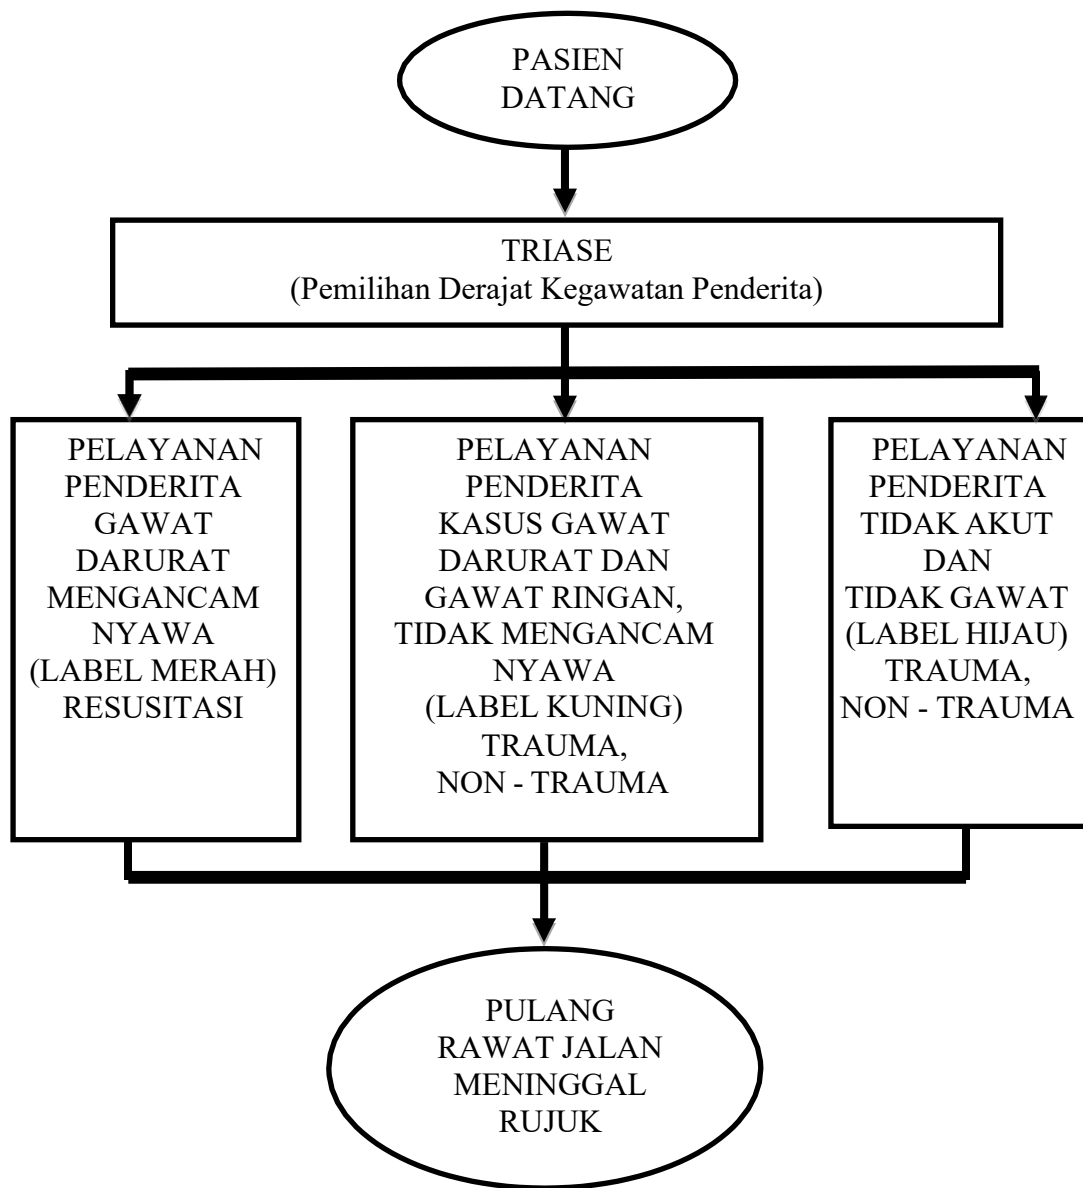 PASIEN
DATANG
TRIASE
(Pemilihan Derajat Kegawatan Penderita)
PELAYANAN
PENDERITA
GAWAT
DARURAT
MENGANCAM
NYAWA
(LABEL MERAH)
RESUSITASI
PELAYANAN
PENDERITA
KASUS GAWAT
DARURAT DAN
GAWAT RINGAN,
TIDAK MENGANCAM
NYAWA
(LABEL KUNING)
TRAUMA,
NON - TRAUMA
PELAYANAN
PENDERITA
TIDAK AKUT
DAN
TIDAK GAWAT
(LABEL HIJAU)
TRAUMA,
NON - TRAUMA
PULANG
RAWAT JALAN
MENINGGAL
RUJUK